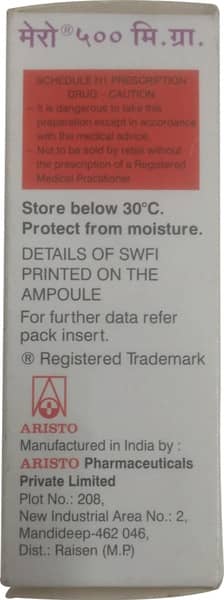 मेरो® ५०० मि.ग्रा.
SCHEDULE H1 PRESCRIPTION
DRUG - CAUTION
– It is dangerous to take this
preparation except in accordance
with the medical advice.
– Not to be sold by retail without
the prescription of a Registered
Medical Practitioner.
Store below 30°C.
Protect from moisture.
DETAILS OF SWFI
PRINTED ON THE
AMPOULE
For further data refer
pack insert.
® Registered Trademark
ARISTO
Manufactured in India by :
ARISTO Pharmaceuticals
Private Limited
Plot No.: 208,
New Industrial Area No.: 2,
Mandideep-462 046,
Dist.: Raisen (M.P.)